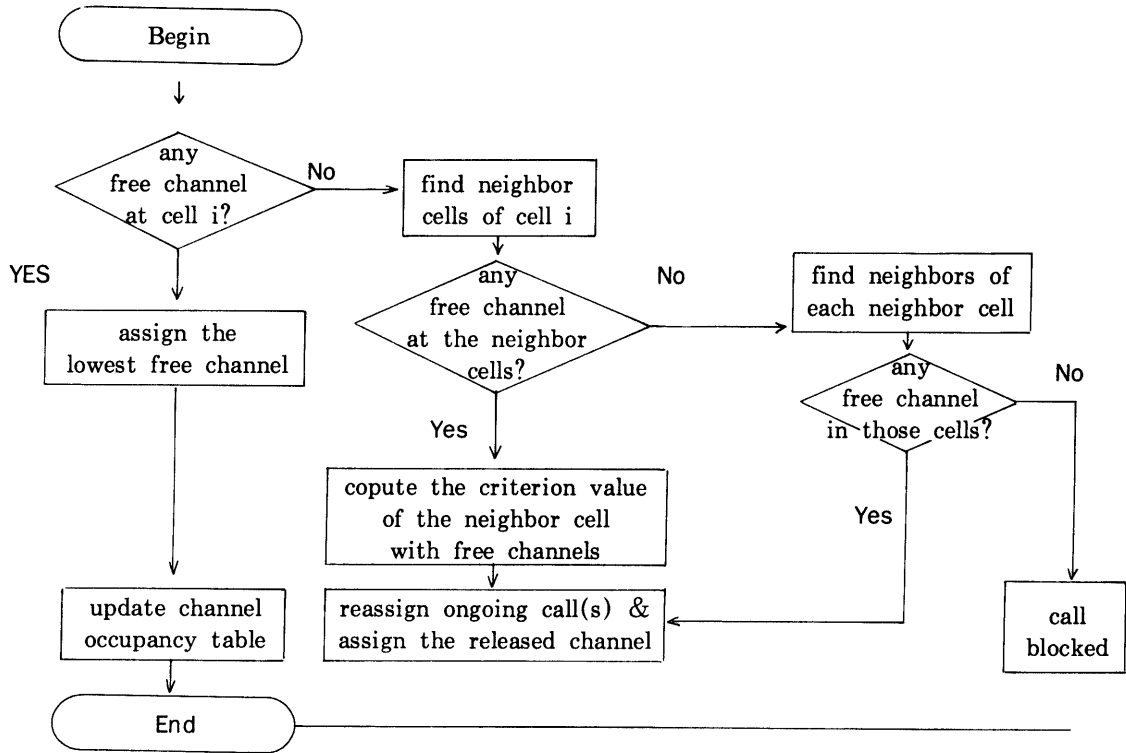 Begin
any
free channel
at cell i?
No
find neighbor
cells of cell i
YES
assign the
lowest free channel
any
free channel
at the neighbor
cells?
No
find neighbors of
each neighbor cell
any
free channel
in those cells?
No
Yes
copute the criterion value
of the neighbor cell
with free channels
Yes
update channel
occupancy table
reassign ongoing call(s) &
assign the released channel
call
blocked
End